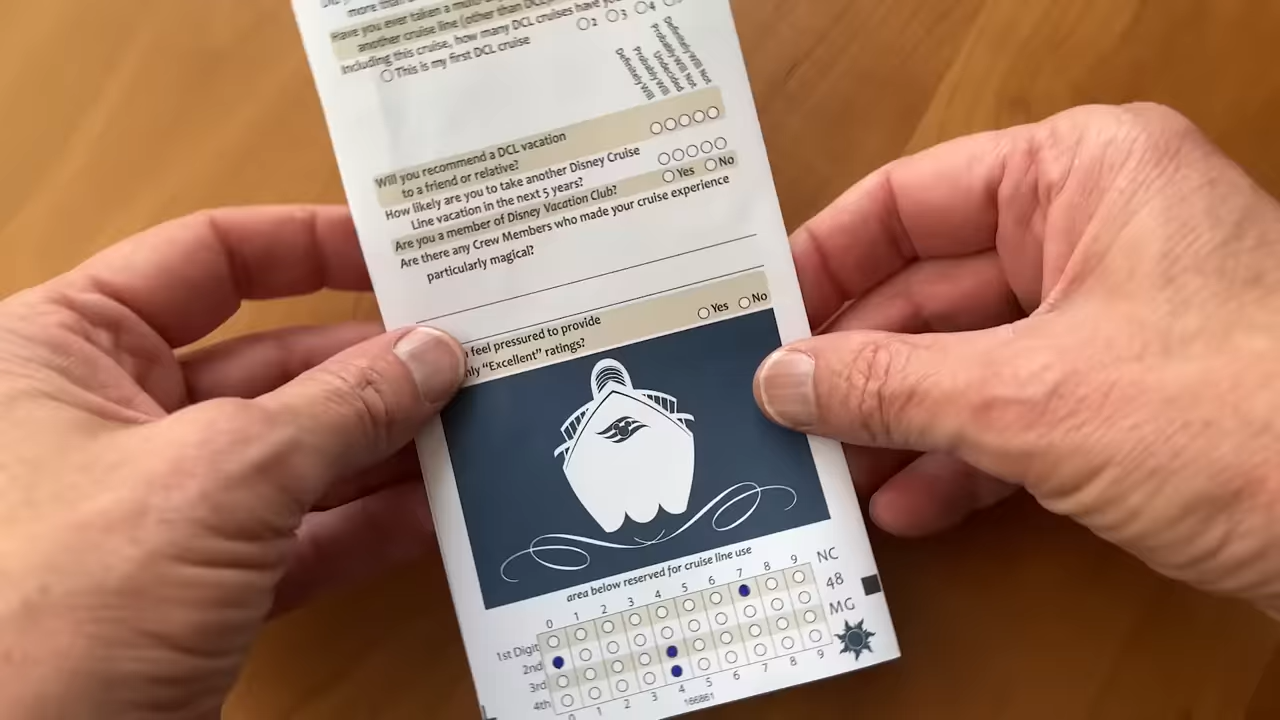 more than
Have you ever taken a multi
another cruise line (other than DCL
Including this cruise, how many DCL cruises have you
2 3 4
This is my first DCL cruise
Definitely Will
Probably Will
Undecided
Probably Will Not
Definitely Will Not
Will you recommend a DCL vacation
to a friend or relative?
How likely are you to take another Disney Cruise
Line vacation in the next 5 years?
Are you a member of Disney Vacation Club? Yes No
Are there any Crew Members who made your cruise experience
particularly magical?
feel pressured to provide Yes No
"Excellent" ratings?
area below reserved for cruise line use
0 1 2 3 4 5 6 7 8 9 NC
1st Digit 48
2nd MG
3rd
4th
0 1 2 3 4 5 6 7 8 9
166861